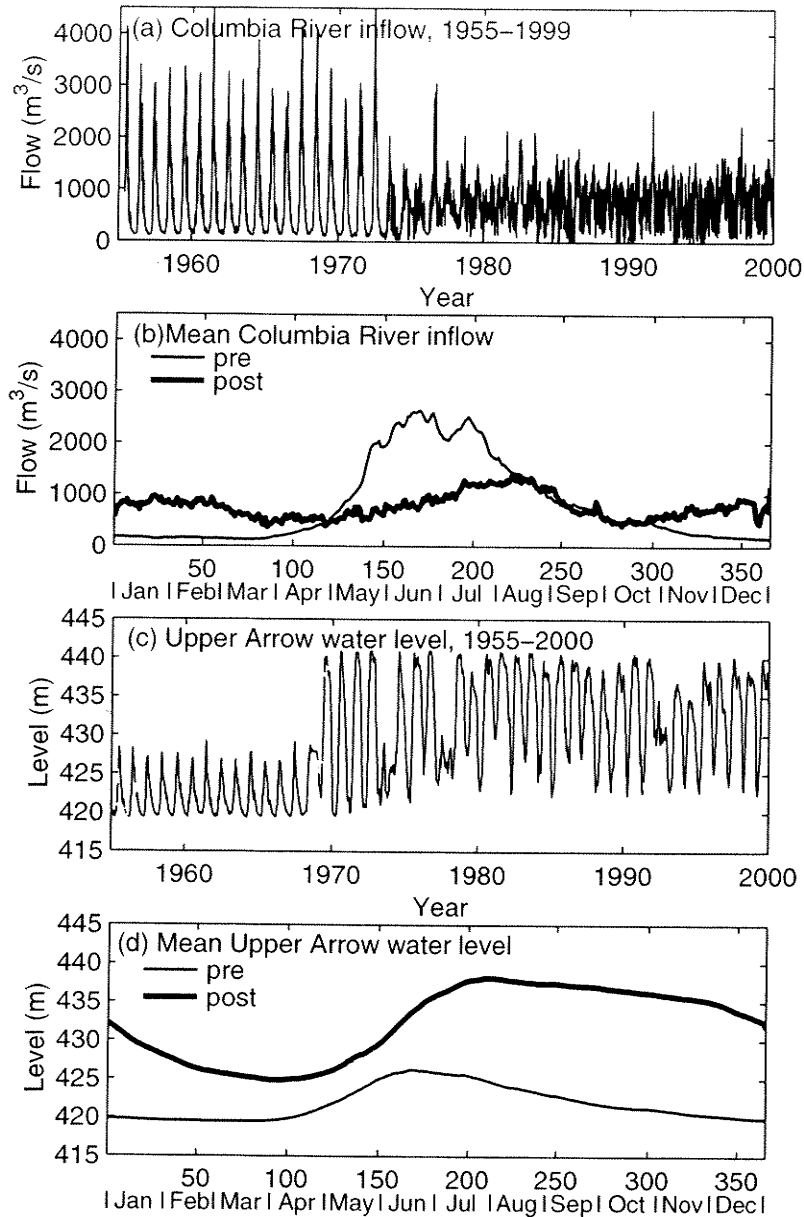 (a) Columbia River inflow, 1955–1999
Flow (m³/s)
4000
3000
2000
1000
0
1960 1970 1980 1990 2000
Year
(b)Mean Columbia River inflow
pre
post
Flow (m³/s)
4000
3000
2000
1000
0
50 100 150 200 250 300 350
|Jan |Feb|Mar |Apr |May |Jun |Jul |Aug |Sep |Oct |Nov|Dec|
(c) Upper Arrow water level, 1955–2000
Level (m)
445
440
435
430
425
420
415
1960 1970 1980 1990 2000
Year
(d) Mean Upper Arrow water level
pre
post
Level (m)
445
440
435
430
425
420
415
50 100 150 200 250 300 350
|Jan |Feb|Mar |Apr |May |Jun |Jul |Aug |Sep |Oct |Nov|Dec|